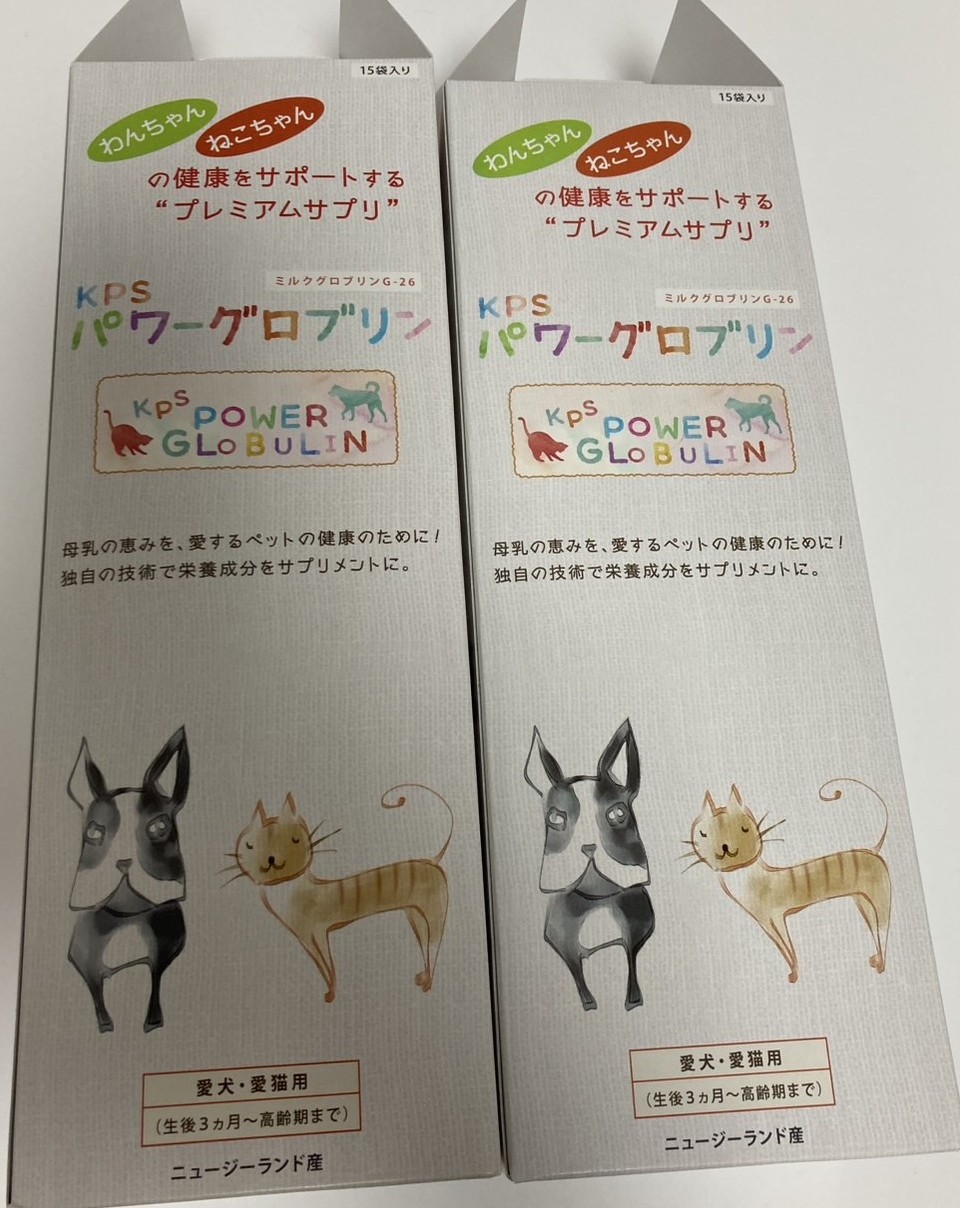 15袋入り
わんちゃん ねこちゃん
の健康をサポートする
“プレミアムサプリ”
ミルクグロブリンG-26
KPS
パワーグロブリン
KPS POWER
GLOBULIN
母乳の恵みを、愛するペットの健康のために!
独自の技術で栄養成分をサプリメントに。
愛犬・愛猫用
(生後3ヵ月〜高齢期まで)
ニュージーランド産
15袋入り
わんちゃん ねこちゃん
の健康をサポートする
“プレミアムサプリ”
ミルクグロブリンG-26
KPS
パワーグロブリン
KPS POWER
GLOBULIN
母乳の恵みを、愛するペットの健康のために!
独自の技術で栄養成分をサプリメントに。
愛犬・愛猫用
(生後3ヵ月〜高齢期まで)
ニュージーランド産